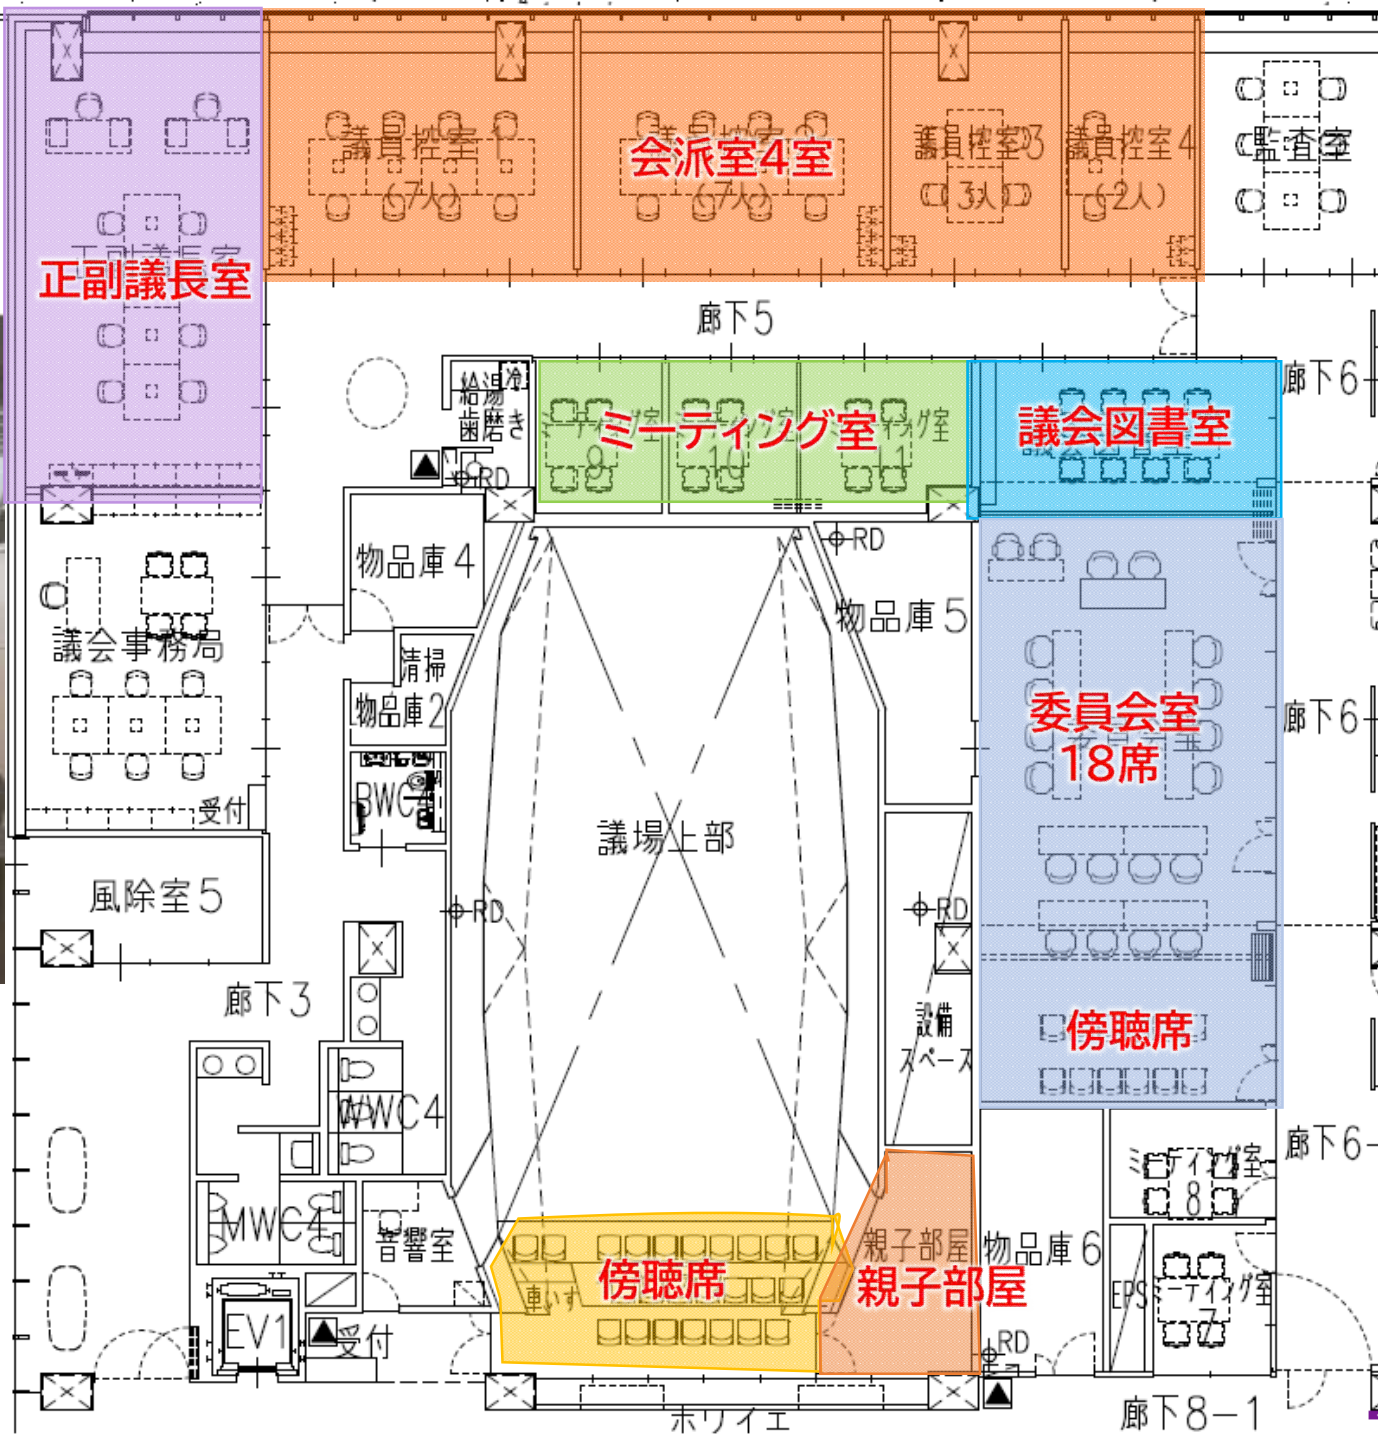 議員控室1
(7人)
会派室4室
(7人)
議員控室3
(3人)
議員控室4
(2人)
監査室
正副議長室
正副議長室
廊下5
給湯
冷
歯磨き
RD
ミーティング室
9
10
11
議会図書室
廊下6
物品庫4
RD
物品庫5
議会事務局
清掃
物品庫2
委員会室
18席
廊下6
BWC4
受付
議場上部
風除室5
RD
RD
廊下3
設備
スペース
傍聴席
WWC4
MWC4
音響室
傍聴席
車いす
親子部屋
親子部屋
物品庫6
ミーティング室
8
廊下6-
EPS
ミーティング室
7
EV1
受付
RD
ホワイエ
廊下8-1